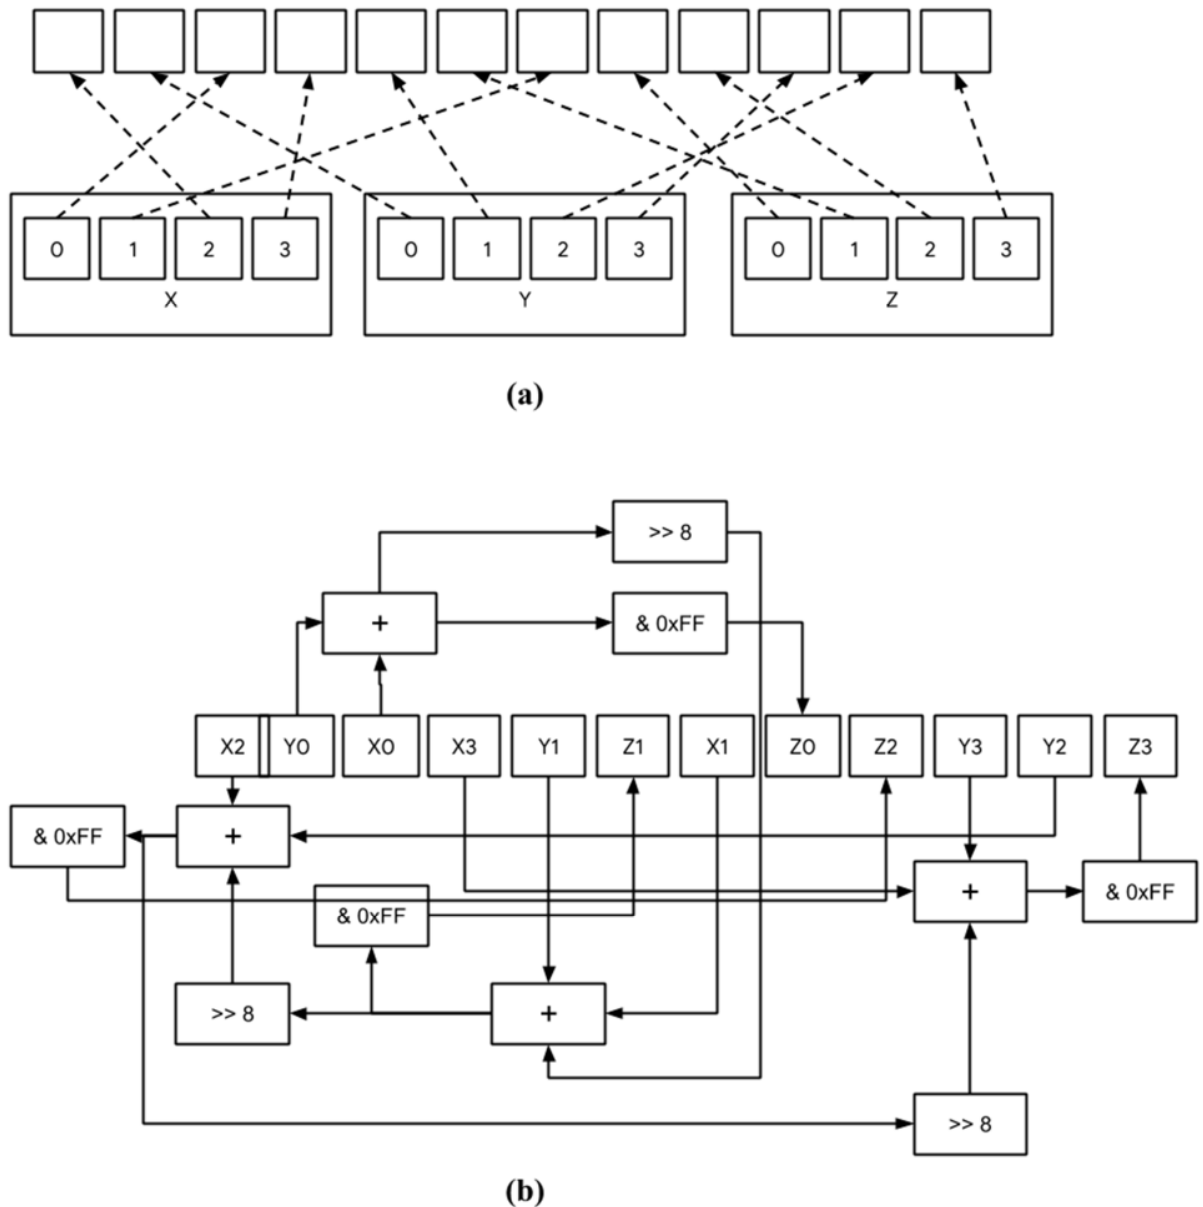 0 1 2 3 0 1 2 3 0 1 2 3
X Y Z
(a)
>> 8
+ & 0xFF
X2 Y0 X0 X3 Y1 Z1 X1 Z0 Z2 Y3 Y2 Z3
& 0xFF +
+ & 0xFF
& 0xFF
>> 8 +
>> 8
(b)